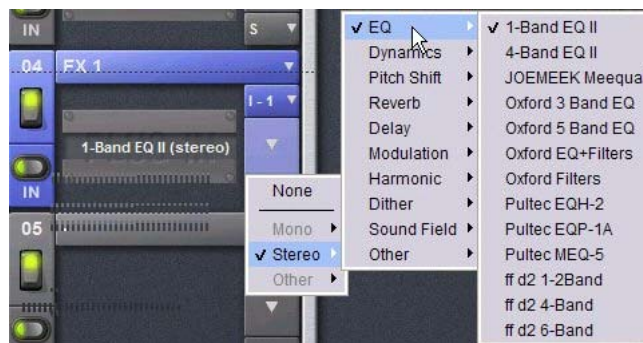 IN
S
04 FX 1
I - 1
1-Band EQ II (stereo)
IN
05
None
Mono
Stereo
Other
EQ
Dynamics
Pitch Shift
Reverb
Delay
Modulation
Harmonic
Dither
Sound Field
Other
1-Band EQ II
4-Band EQ II
JOEMEEK Meequa
Oxford 3 Band EQ
Oxford 5 Band EQ
Oxford EQ+Filters
Oxford Filters
Pultec EQH-2
Pultec EQP-1A
Pultec MEQ-5
ff d2 1-2Band
ff d2 4-Band
ff d2 6-Band